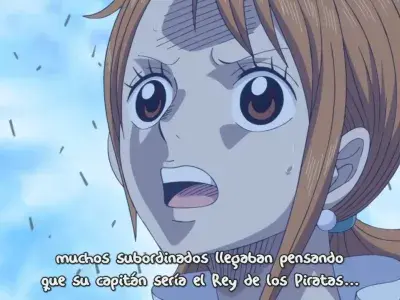 muchos subordinados llegaban pensando
que su capitán sería el Rey de los Piratas...